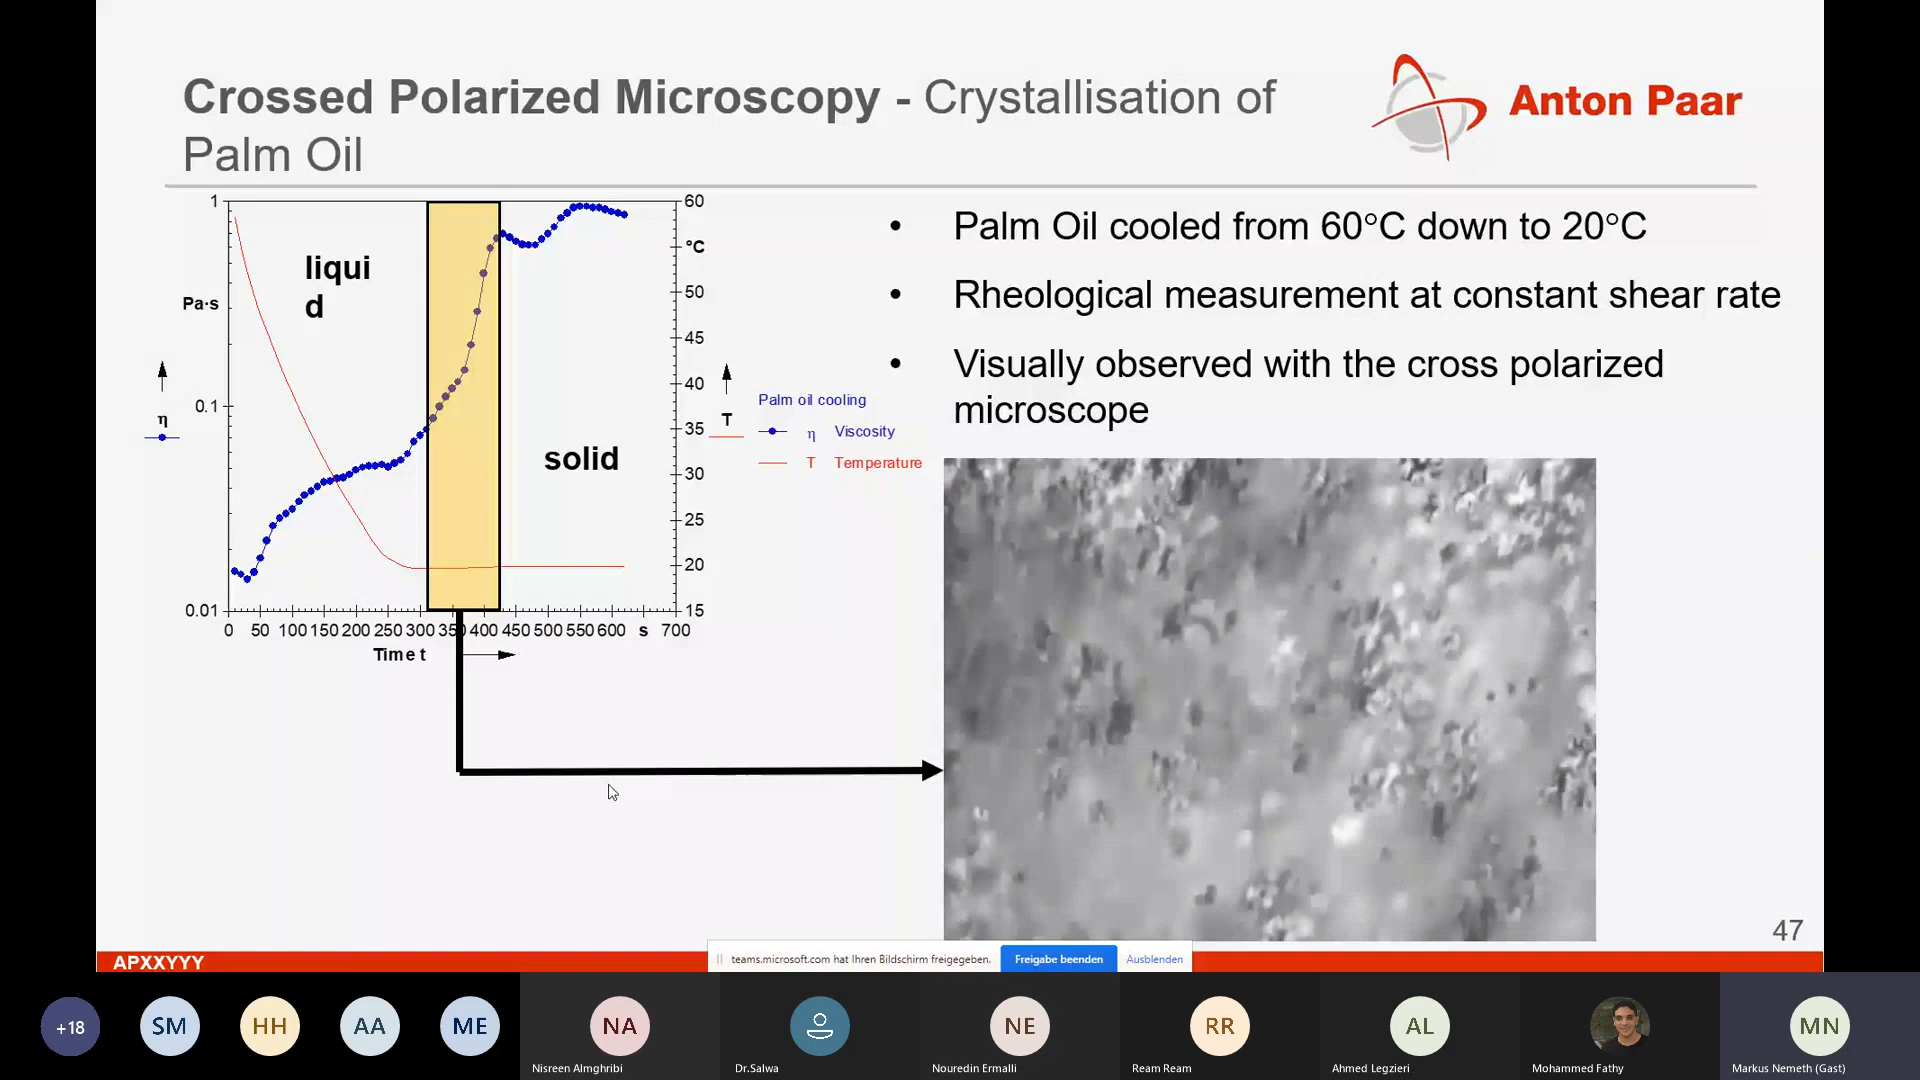 Crossed Polarized Microscopy - Crystallisation of
Palm Oil
Anton Paar
1
0.1
0.01
Pa·s
η
liqui
d
solid
60
°C
50
45
40
35
30
25
20
15
T
0 50 100 150 200 250 300 350 400 450 500 550 600 s 700
Time t
Palm oil cooling
η Viscosity
T Temperature
• Palm Oil cooled from 60°C down to 20°C
• Rheological measurement at constant shear rate
• Visually observed with the cross polarized
microscope
47
APXXYYY
teams.microsoft.com hat Ihren Bildschirm freigegeben. Freigabe beenden Ausblenden
+18 SM HH AA ME NA NE RR AL MN
Nisreen Almghribi Dr.Salwa Nouredin Ermalli Ream Ream Ahmed Legzieri Mohammed Fathy Markus Nemeth (Gast)